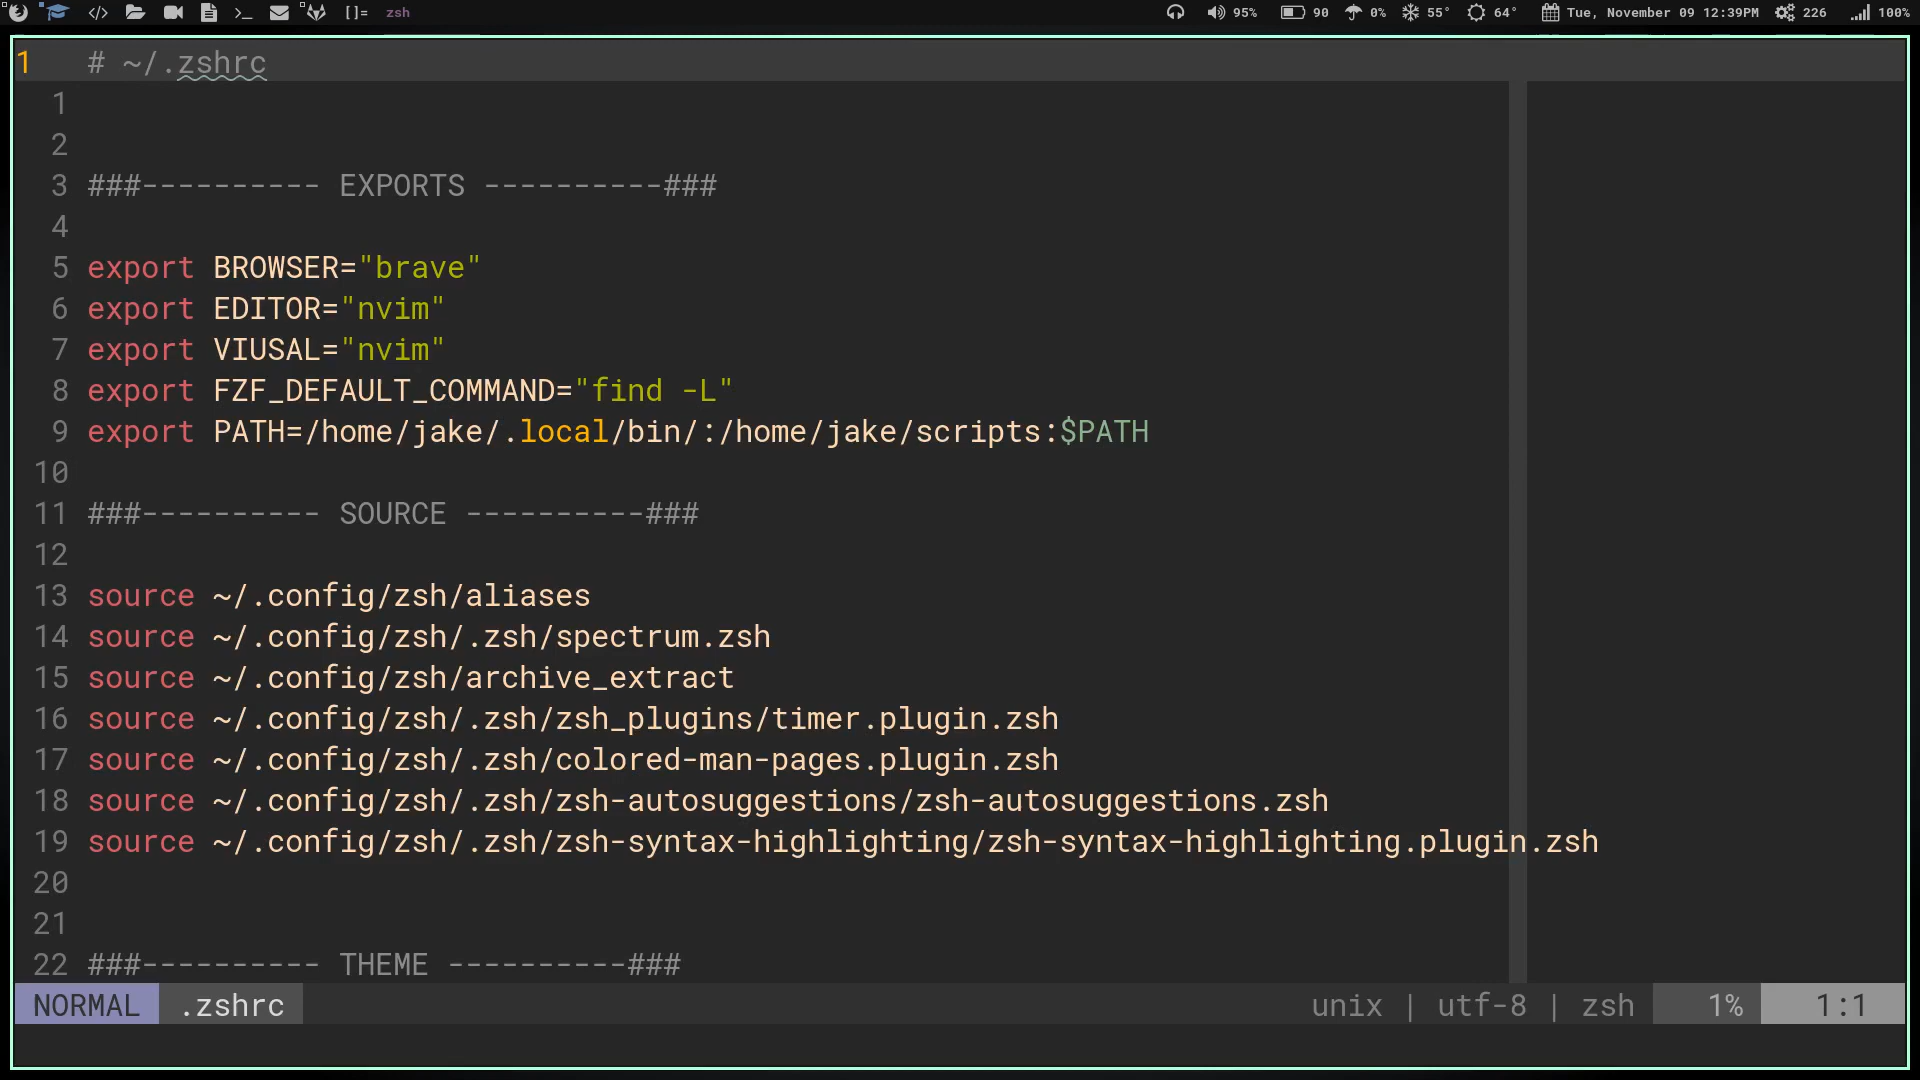 </> >_ []= zsh 95% 90 0% 55° 64° Tue, November 09 12:39PM 226 100%
1 # ~/.zshrc
1
2
3 ###---------- EXPORTS ----------###
4
5 export BROWSER="brave"
6 export EDITOR="nvim"
7 export VIUSAL="nvim"
8 export FZF_DEFAULT_COMMAND="find -L"
9 export PATH=/home/jake/.local/bin/:/home/jake/scripts:$PATH
10
11 ###---------- SOURCE ----------###
12
13 source ~/.config/zsh/aliases
14 source ~/.config/zsh/.zsh/spectrum.zsh
15 source ~/.config/zsh/archive_extract
16 source ~/.config/zsh/.zsh/zsh_plugins/timer.plugin.zsh
17 source ~/.config/zsh/.zsh/colored-man-pages.plugin.zsh
18 source ~/.config/zsh/.zsh/zsh-autosuggestions/zsh-autosuggestions.zsh
19 source ~/.config/zsh/.zsh/zsh-syntax-highlighting/zsh-syntax-highlighting.plugin.zsh
20
21
22 ###---------- THEME ----------###
NORMAL .zshrc unix | utf-8 | zsh 1% 1:1